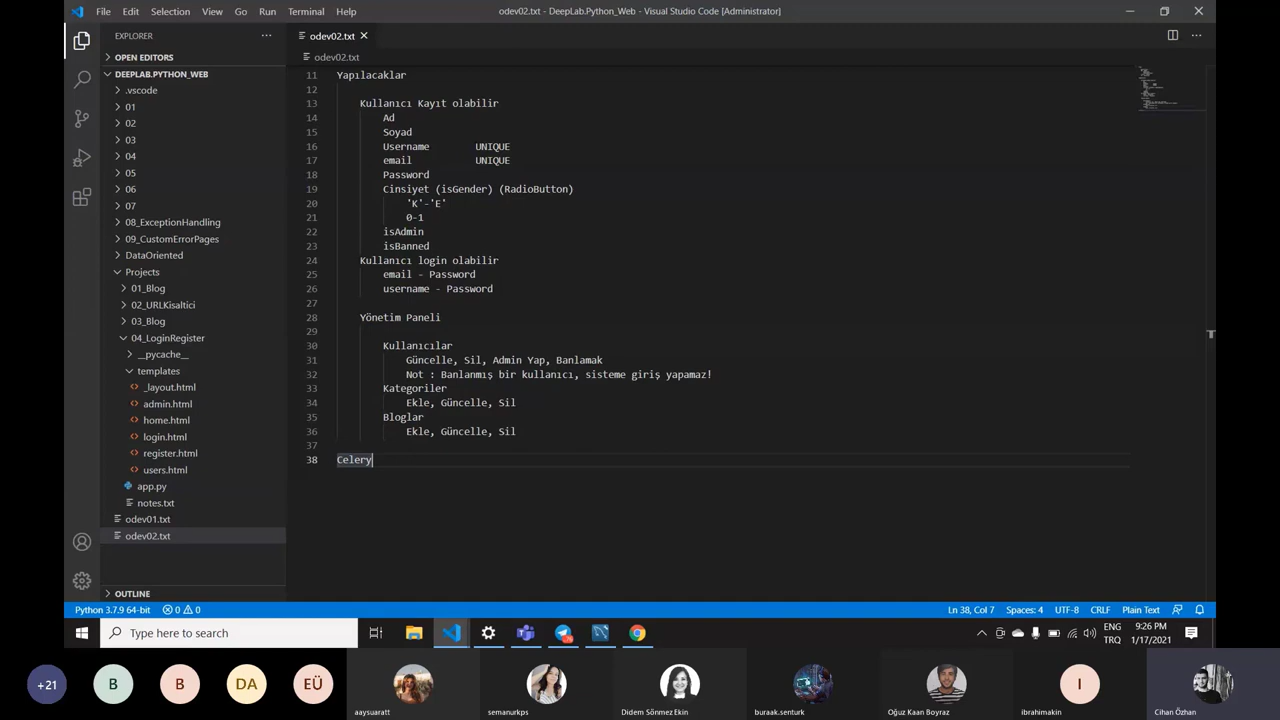 File Edit Selection View Go Run Terminal Help
odev02.txt - DeepLab.Python_Web - Visual Studio Code [Administrator]
EXPLORER
OPEN EDITORS
DEEPLAB.PYTHON_WEB
.vscode
01
02
03
04
05
06
07
08_ExceptionHandling
09_CustomErrorPages
DataOriented
Projects
01_Blog
02_URLKisaltici
03_Blog
04_LoginRegister
__pycache__
templates
_layout.html
admin.html
home.html
login.html
register.html
users.html
app.py
notes.txt
odev01.txt
odev02.txt
OUTLINE
odev02.txt
odev02.txt
11 Yapılacaklar
12
13 Kullanıcı Kayıt olabilir
14 Ad
15 Soyad
16 Username UNIQUE
17 email UNIQUE
18 Password
19 Cinsiyet (isGender) (RadioButton)
20 'K'-'E'
21 0-1
22 isAdmin
23 isBanned
24 Kullanıcı login olabilir
25 email - Password
26 username - Password
27
28 Yönetim Paneli
29
30 Kullanıcılar
31 Güncelle, Sil, Admin Yap, Banlamak
32 Not : Banlanmış bir kullanıcı, sisteme giriş yapamaz!
33 Kategoriler
34 Ekle, Güncelle, Sil
35 Bloglar
36 Ekle, Güncelle, Sil
37
38 Celery
Python 3.7.9 64-bit 0 0
Ln 38, Col 7 Spaces: 4 UTF-8 CRLF Plain Text
Type here to search
ENG
TRQ
9:26 PM
1/17/2021
+21 B B DA EÜ I
aaysuaratt semanurkps Didem Sönmez Ekin buraak.senturk Oğuz Kaan Boyraz ibrahimakin Cihan Özhan